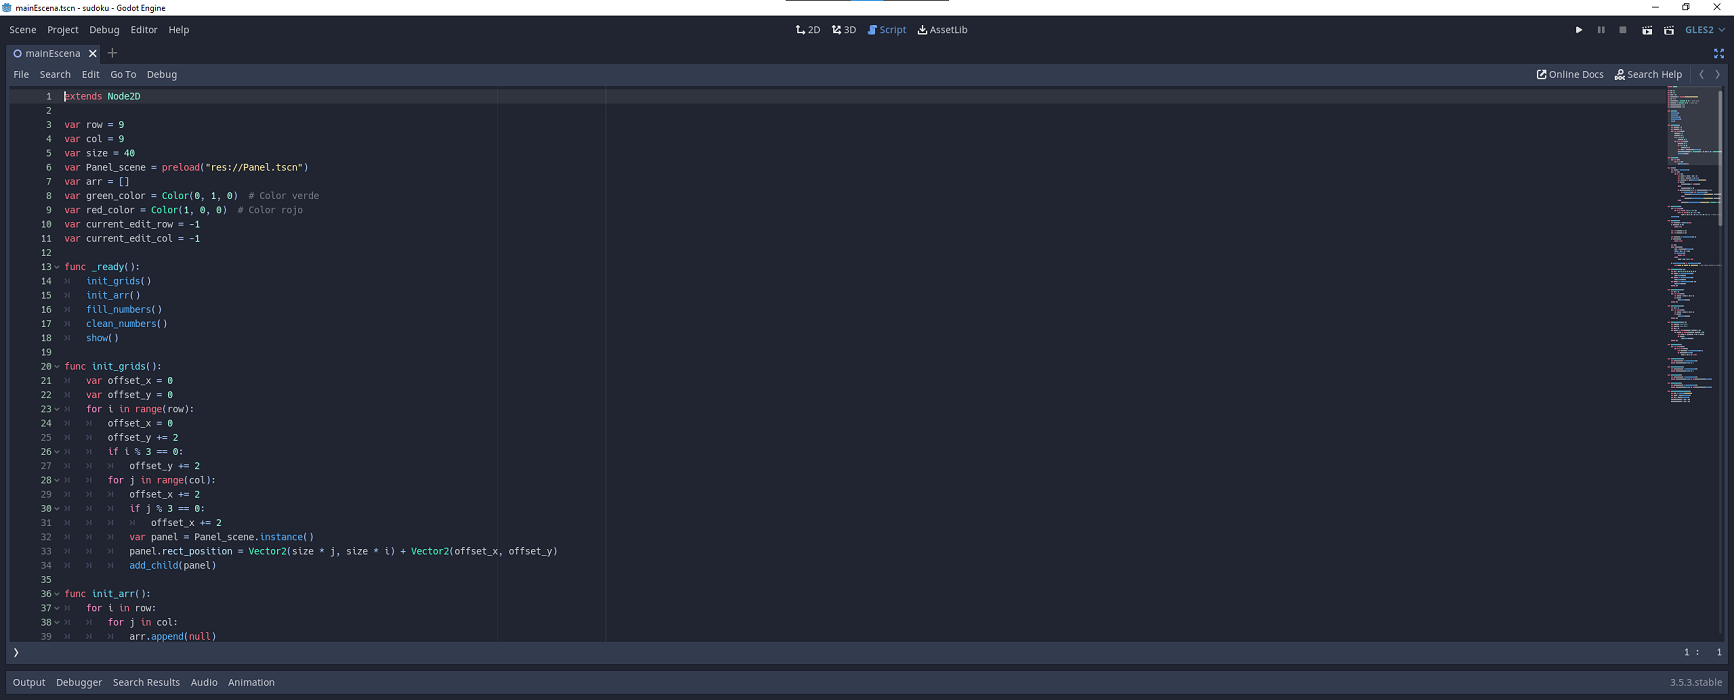 mainEscena.tscn - sudoku - Godot Engine
Scene Project Debug Editor Help 2D 3D Script AssetLib GLES2
mainEscena
File Search Edit Go To Debug Online Docs Search Help
1 extends Node2D
2
3 var row = 9
4 var col = 9
5 var size = 40
6 var Panel_scene = preload("res://Panel.tscn")
7 var arr = []
8 var green_color = Color(0, 1, 0) # Color verde
9 var red_color = Color(1, 0, 0) # Color rojo
10 var current_edit_row = -1
11 var current_edit_col = -1
12
13 func _ready():
14 init_grids()
15 init_arr()
16 fill_numbers()
17 clean_numbers()
18 show()
19
20 func init_grids():
21 var offset_x = 0
22 var offset_y = 0
23 for i in range(row):
24 offset_x = 0
25 offset_y += 2
26 if i % 3 == 0:
27 offset_y += 2
28 for j in range(col):
29 offset_x += 2
30 if j % 3 == 0:
31 offset_x += 2
32 var panel = Panel_scene.instance()
33 panel.rect_position = Vector2(size * j, size * i) + Vector2(offset_x, offset_y)
34 add_child(panel)
35
36 func init_arr():
37 for i in row:
38 for j in col:
39 arr.append(null)
1 : 1
Output Debugger Search Results Audio Animation 3.5.3.stable